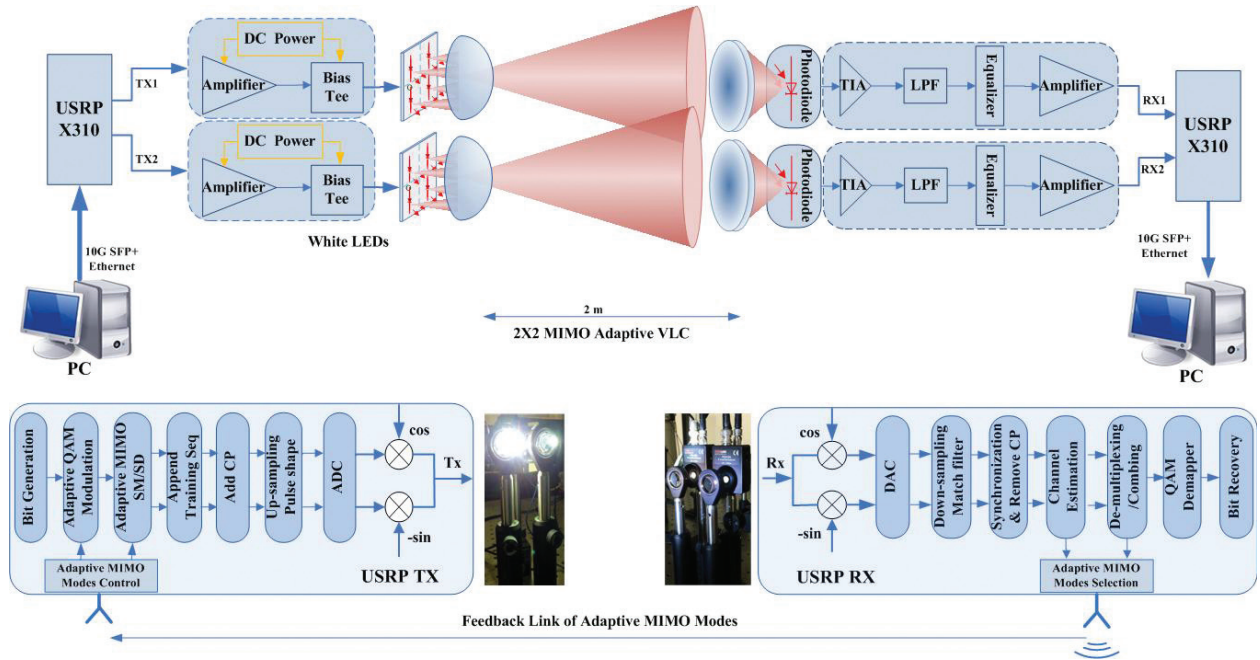 USRP
X310
TX1
TX2
DC Power
Amplifier
Bias
Tee
DC Power
Amplifier
Bias
Tee
White LEDs
10G SFP+
Ethernet
PC
2 m
2X2 MIMO Adaptive VLC
Photodiode
TIA
LPF
Equalizer
Amplifier
Photodiode
TIA
LPF
Equalizer
Amplifier
RX1
RX2
USRP
X310
10G SFP+
Ethernet
PC
Bit Generation
Adaptive QAM
Modulation
Adaptive MIMO
SM/SD
Append
Training Seq
Add CP
Up-sampling
Pulse shape
ADC
cos
-sin
Tx
Adaptive MIMO
Modes Control
USRP TX
Rx
cos
-sin
DAC
Down-sampling
Match filter
Synchronization
& Remove CP
Channel
Estimation
De-multiplexing
/Combing
QAM
Demapper
Bit Recovery
USRP RX
Adaptive MIMO
Modes Selection
Feedback Link of Adaptive MIMO Modes